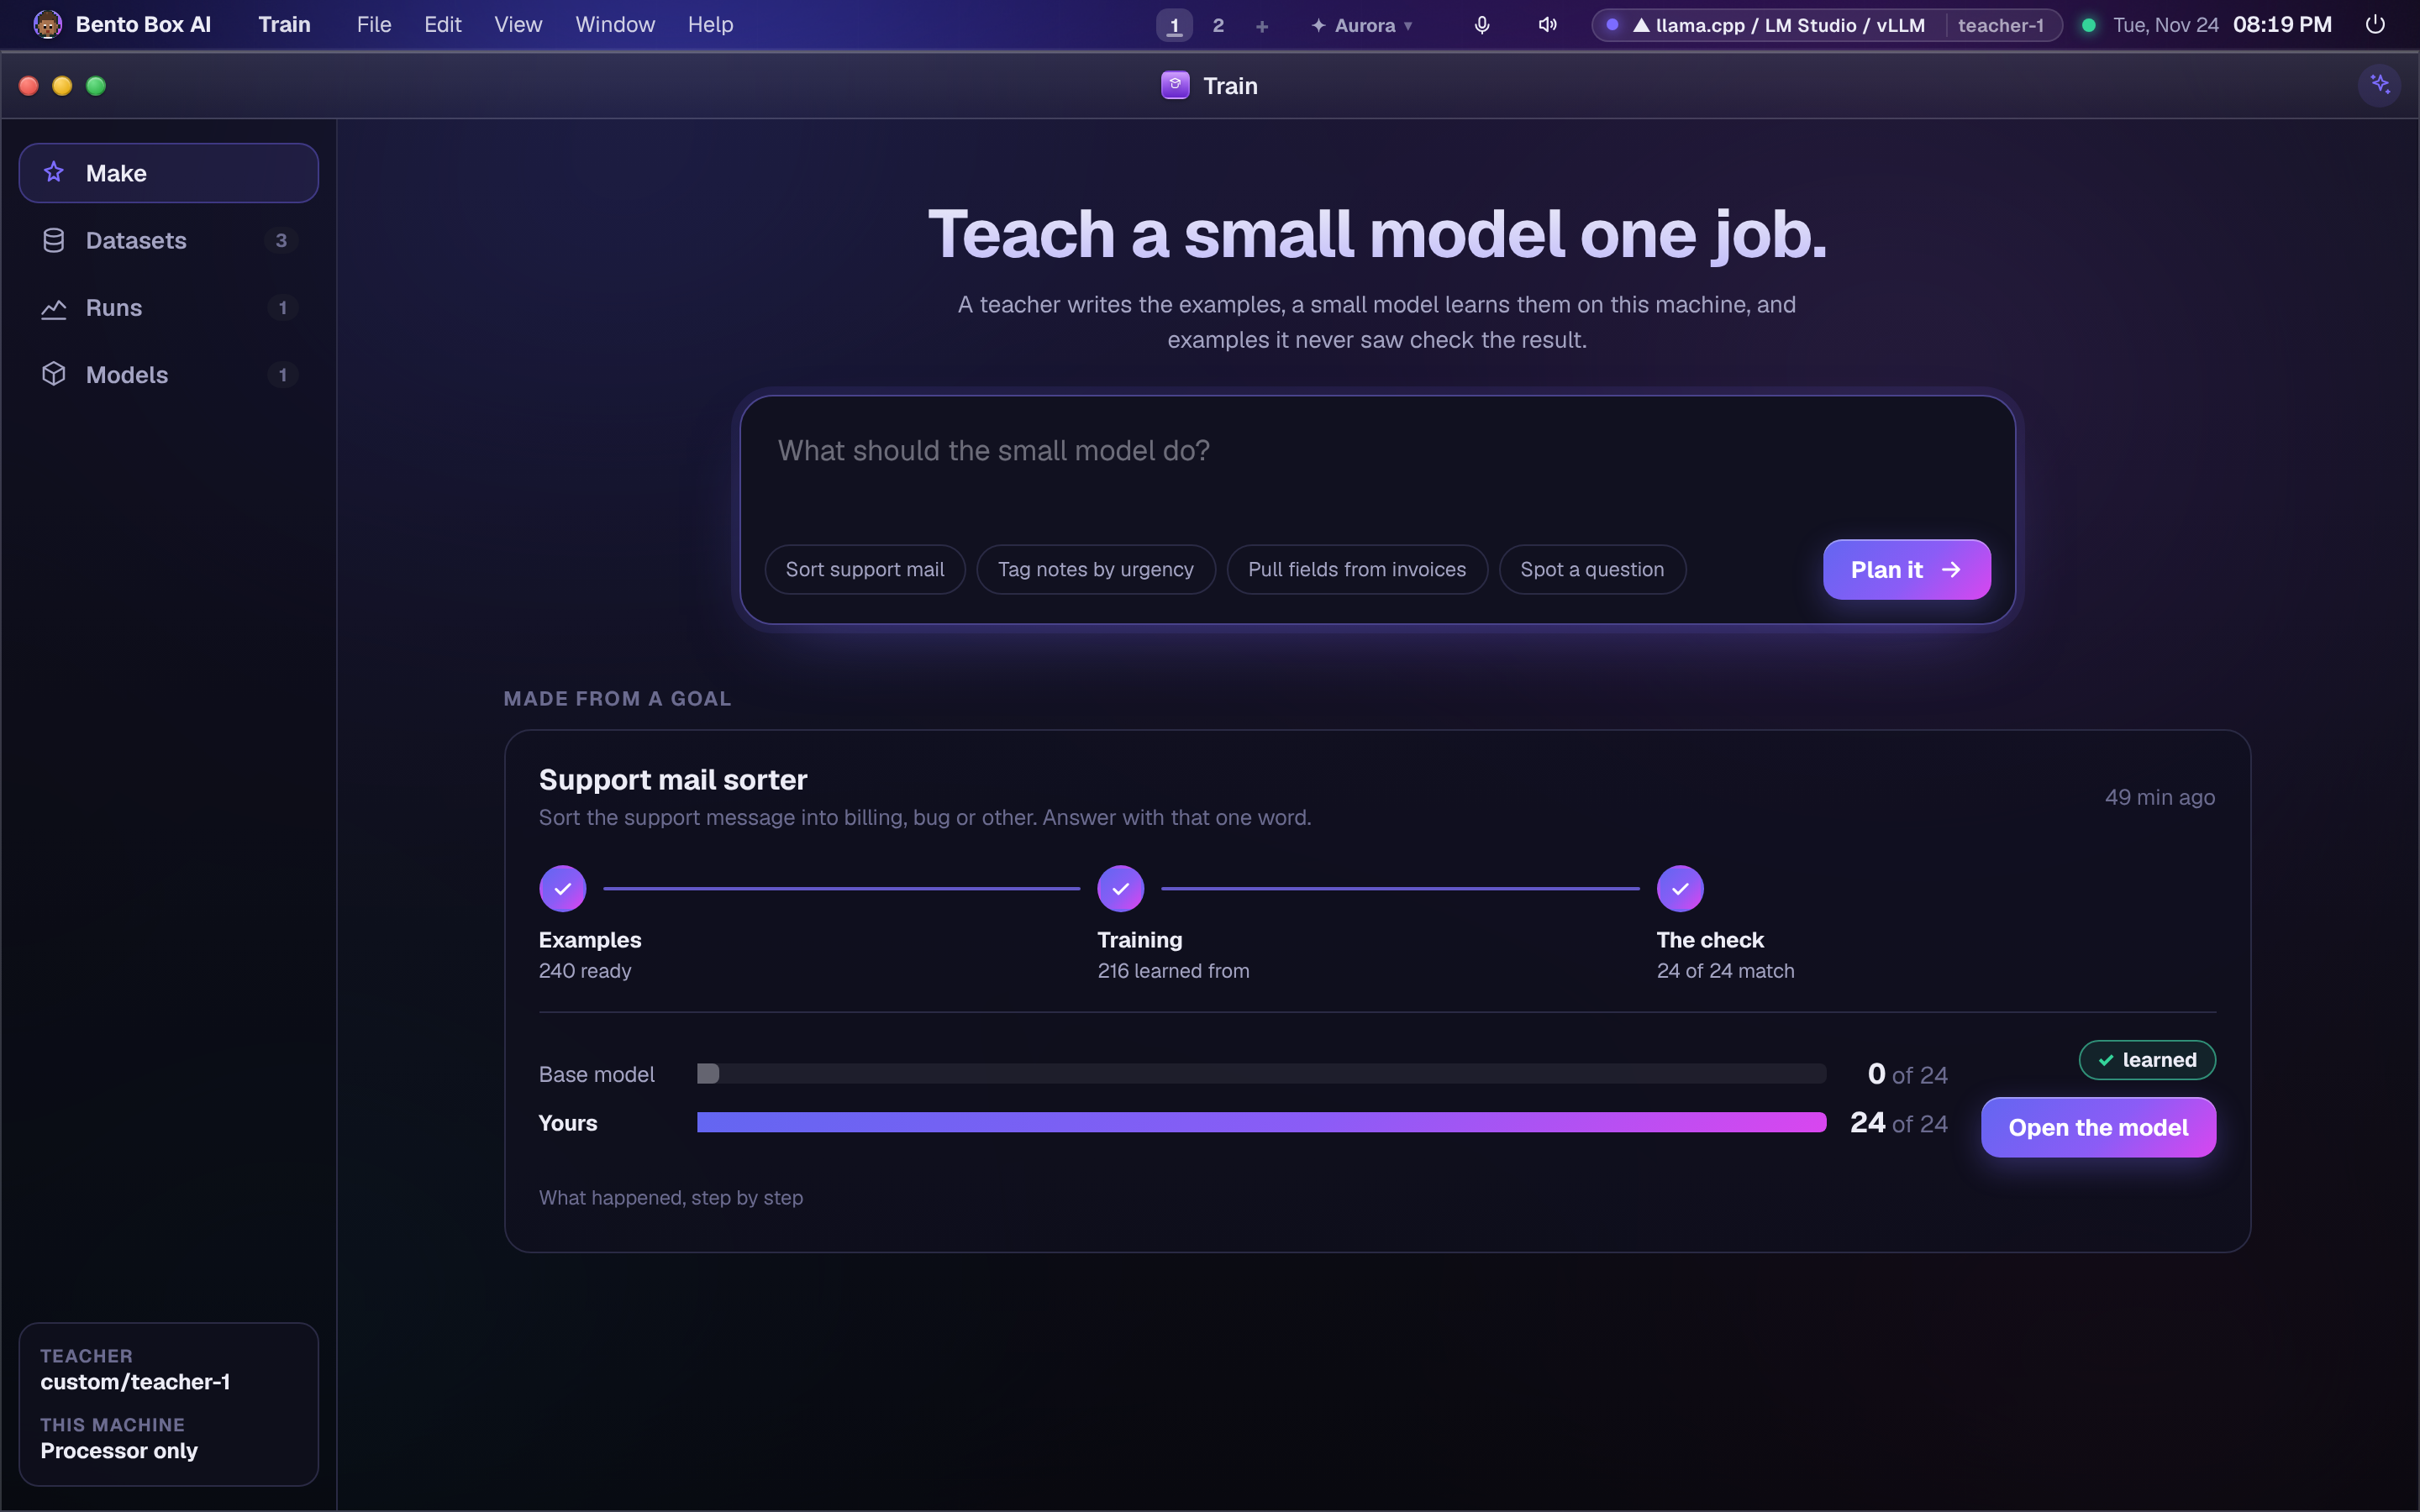 Bento Box AI Train File Edit View Window Help 1 2 + Aurora llama.cpp / LM Studio / vLLM teacher-1 Tue, Nov 24 08:19 PM
Train
Make
Datasets 3
Runs 1
Models 1
Teach a small model one job.
A teacher writes the examples, a small model learns them on this machine, and
examples it never saw check the result.
What should the small model do?
Sort support mail Tag notes by urgency Pull fields from invoices Spot a question Plan it →
MADE FROM A GOAL
Support mail sorter
49 min ago
Sort the support message into billing, bug or other. Answer with that one word.
Examples Training The check
240 ready 216 learned from 24 of 24 match
learned
Base model 0 of 24
Yours 24 of 24
Open the model
What happened, step by step
TEACHER
custom/teacher-1
THIS MACHINE
Processor only